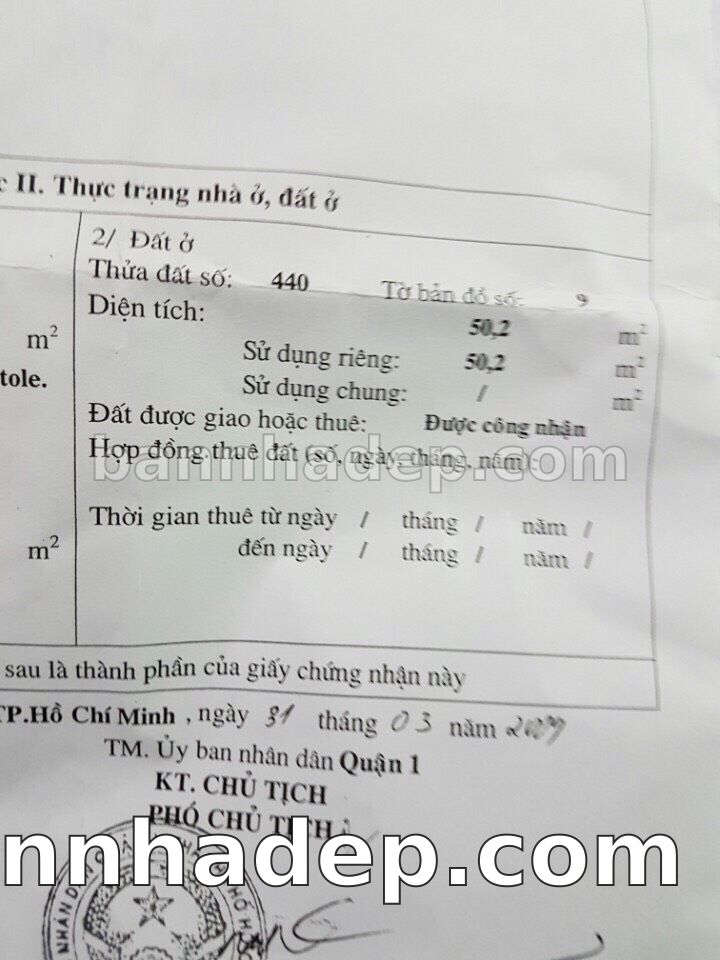 II. Thực trạng nhà ở, đất ở
2/ Đất ở
Thửa đất số: 440 Tờ bản đồ số: 9
Diện tích: 50,2 m²
m² Sử dụng riêng: 50,2 m²
tole. Sử dụng chung: / m²
Đất được giao hoặc thuê: Được công nhận
Hợp đồng thuê đất (số, ngày, tháng, năm):
bannhadep.com
Thời gian thuê từ ngày / tháng / năm /
m² đến ngày / tháng / năm /
sau là thành phần của giấy chứng nhận này
TP.Hồ Chí Minh , ngày 31 tháng 03 năm
TM. Ủy ban nhân dân Quận 1
KT. CHỦ TỊCH
PHÓ CHỦ TỊCH
nnhadep.com
NHÂN DÂN